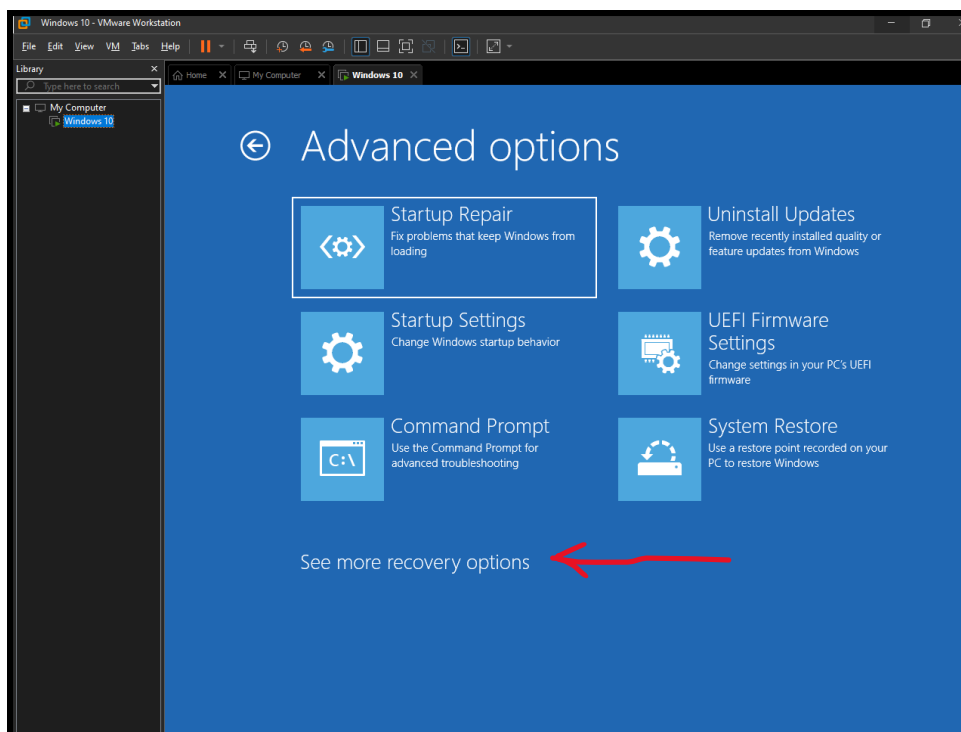 Windows 10 - VMware Workstation
File Edit View VM Tabs Help
Library
Type here to search
My Computer
Windows 10
Home
My Computer
Windows 10
Advanced options
Startup Repair
Fix problems that keep Windows from
loading
Uninstall Updates
Remove recently installed quality or
feature updates from Windows
Startup Settings
Change Windows startup behavior
UEFI Firmware
Settings
Change settings in your PC's UEFI
firmware
C:\
Command Prompt
Use the Command Prompt for
advanced troubleshooting
System Restore
Use a restore point recorded on your
PC to restore Windows
See more recovery options